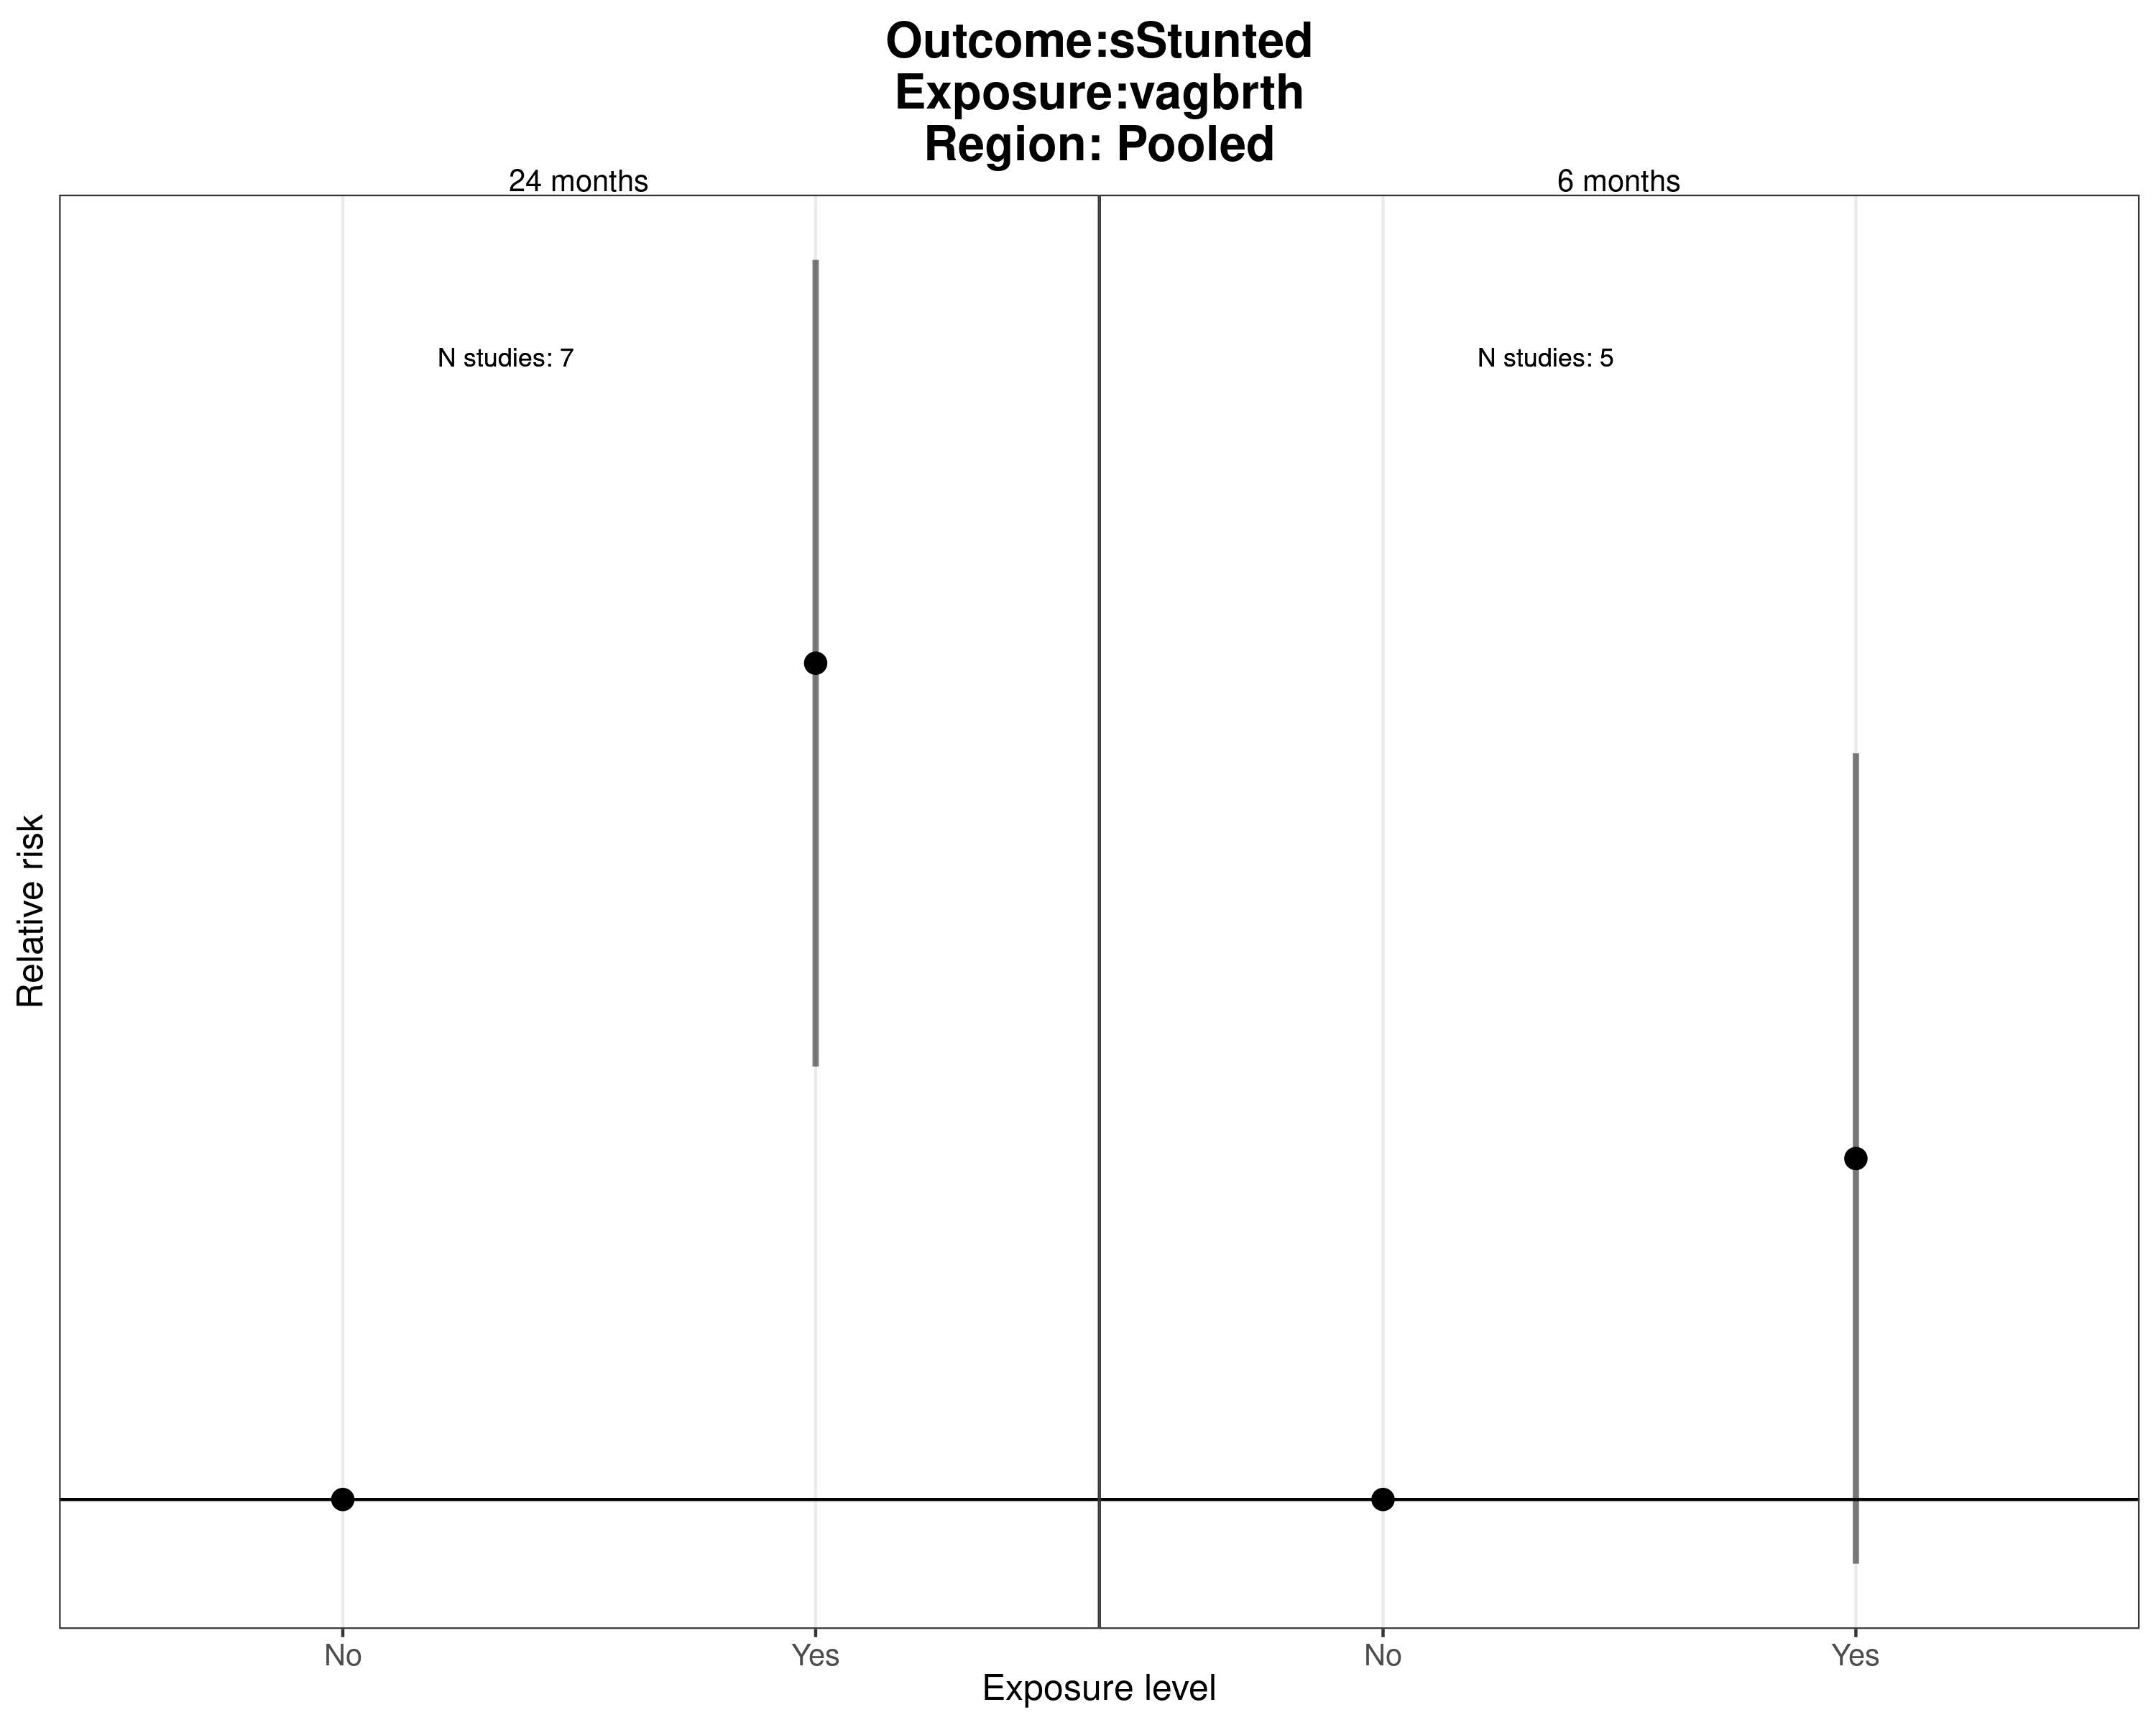 Outcome:sStunted
Exposure:vagbrth
Region: Pooled
24 months
6 months
N studies: 7
N studies: 5
Relative risk
No
Yes
No
Yes
Exposure level